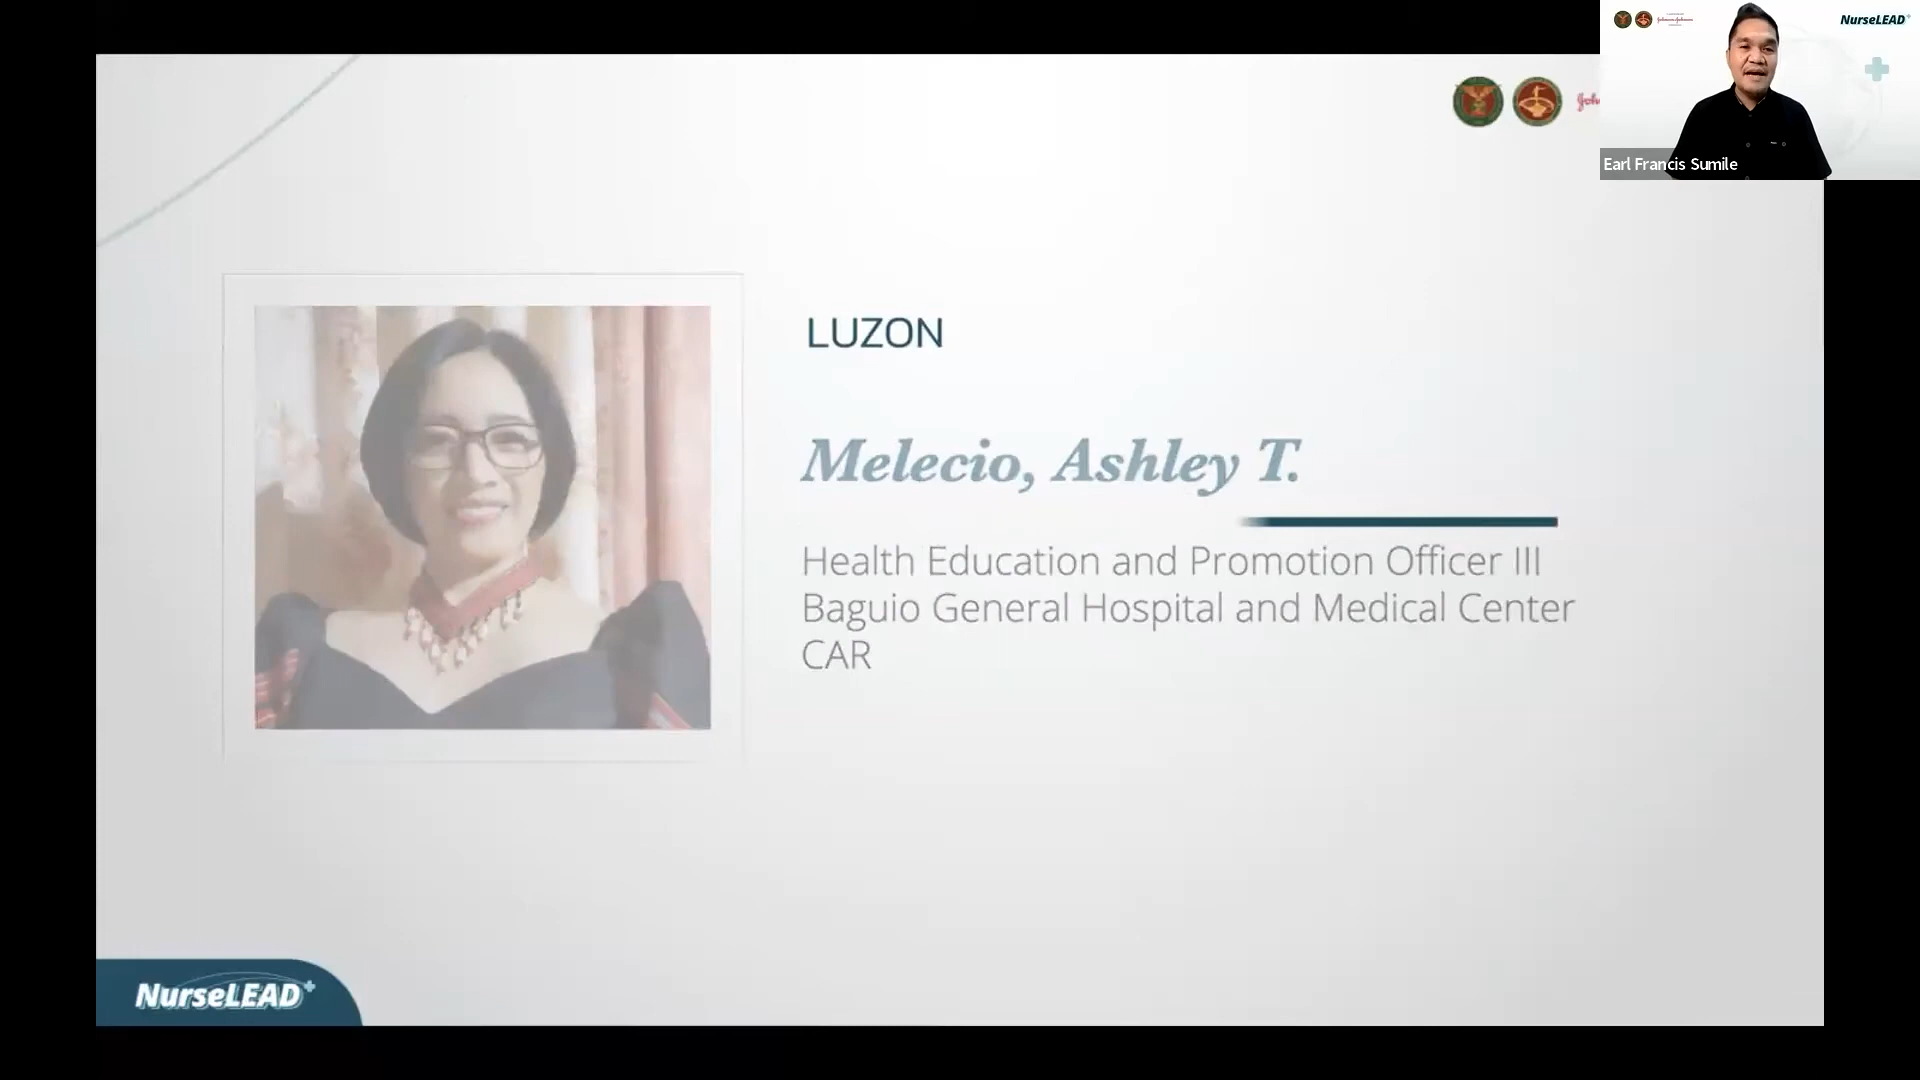 NurseLEAD
Earl Francis Sumile
LUZON
Melecio, Ashley T.
Health Education and Promotion Officer III
Baguio General Hospital and Medical Center
CAR
NurseLEAD